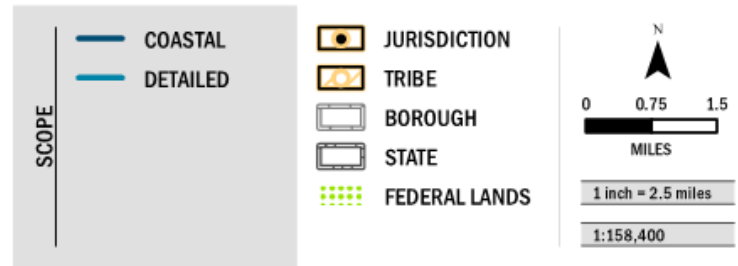 SCOPE
COASTAL
DETAILED
JURISDICTION
TRIBE
BOROUGH
STATE
FEDERAL LANDS
N
0 0.75 1.5
MILES
1 inch = 2.5 miles
1:158,400